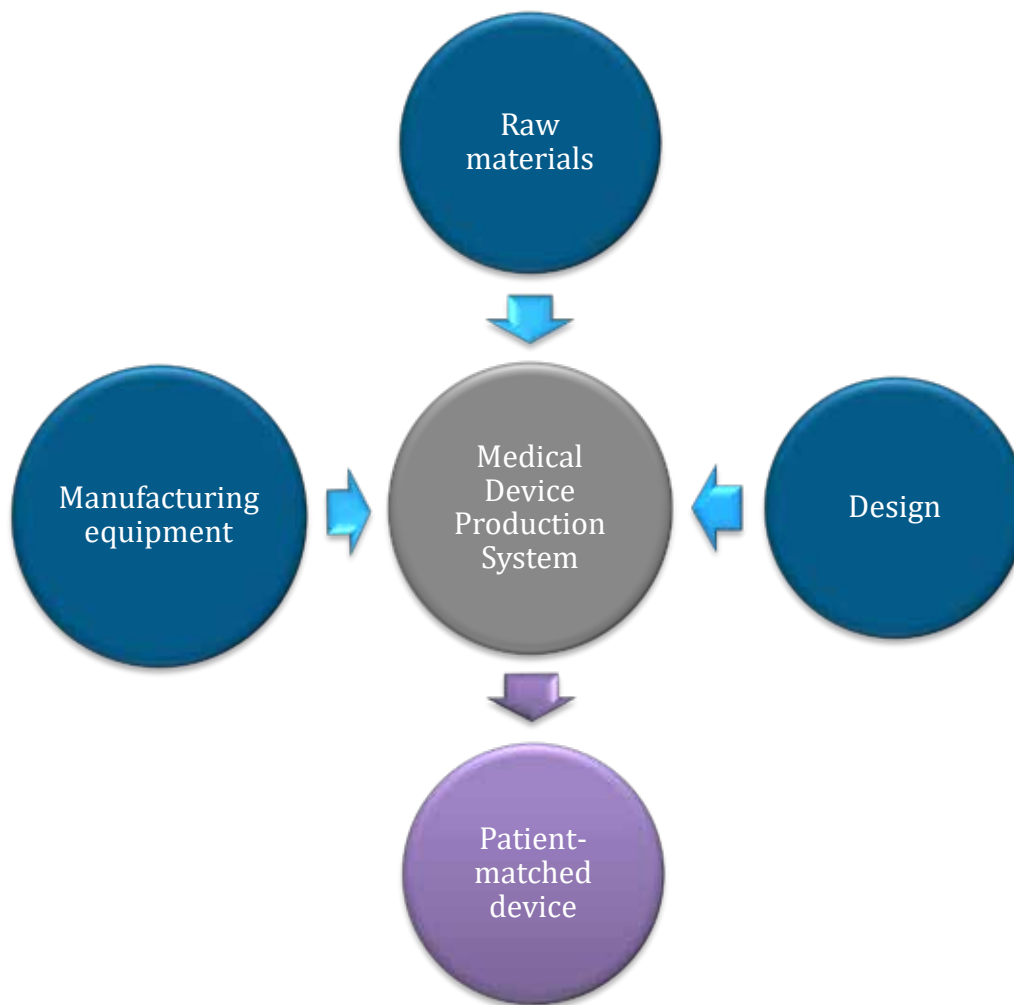 Raw
materials
Manufacturing
equipment
Medical
Device
Production
System
Design
Patient-
matched
device